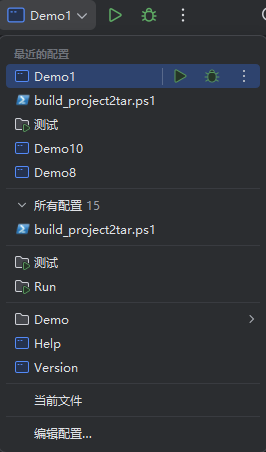 Demo1
最近的配置
Demo1
build_project2tar.ps1
测试
Demo10
Demo8
所有配置 15
build_project2tar.ps1
测试
Run
Demo
Help
Version
当前文件
编辑配置...